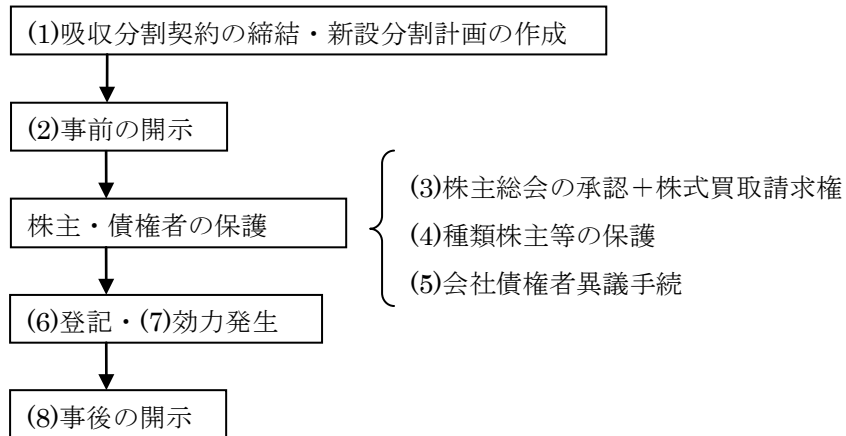 (1)吸収分割契約の締結・新設分割計画の作成
(2)事前の開示
株主・債権者の保護
(3)株主総会の承認＋株式買取請求権
(4)種類株主等の保護
(5)会社債権者異議手続
(6)登記・(7)効力発生
(8)事後の開示